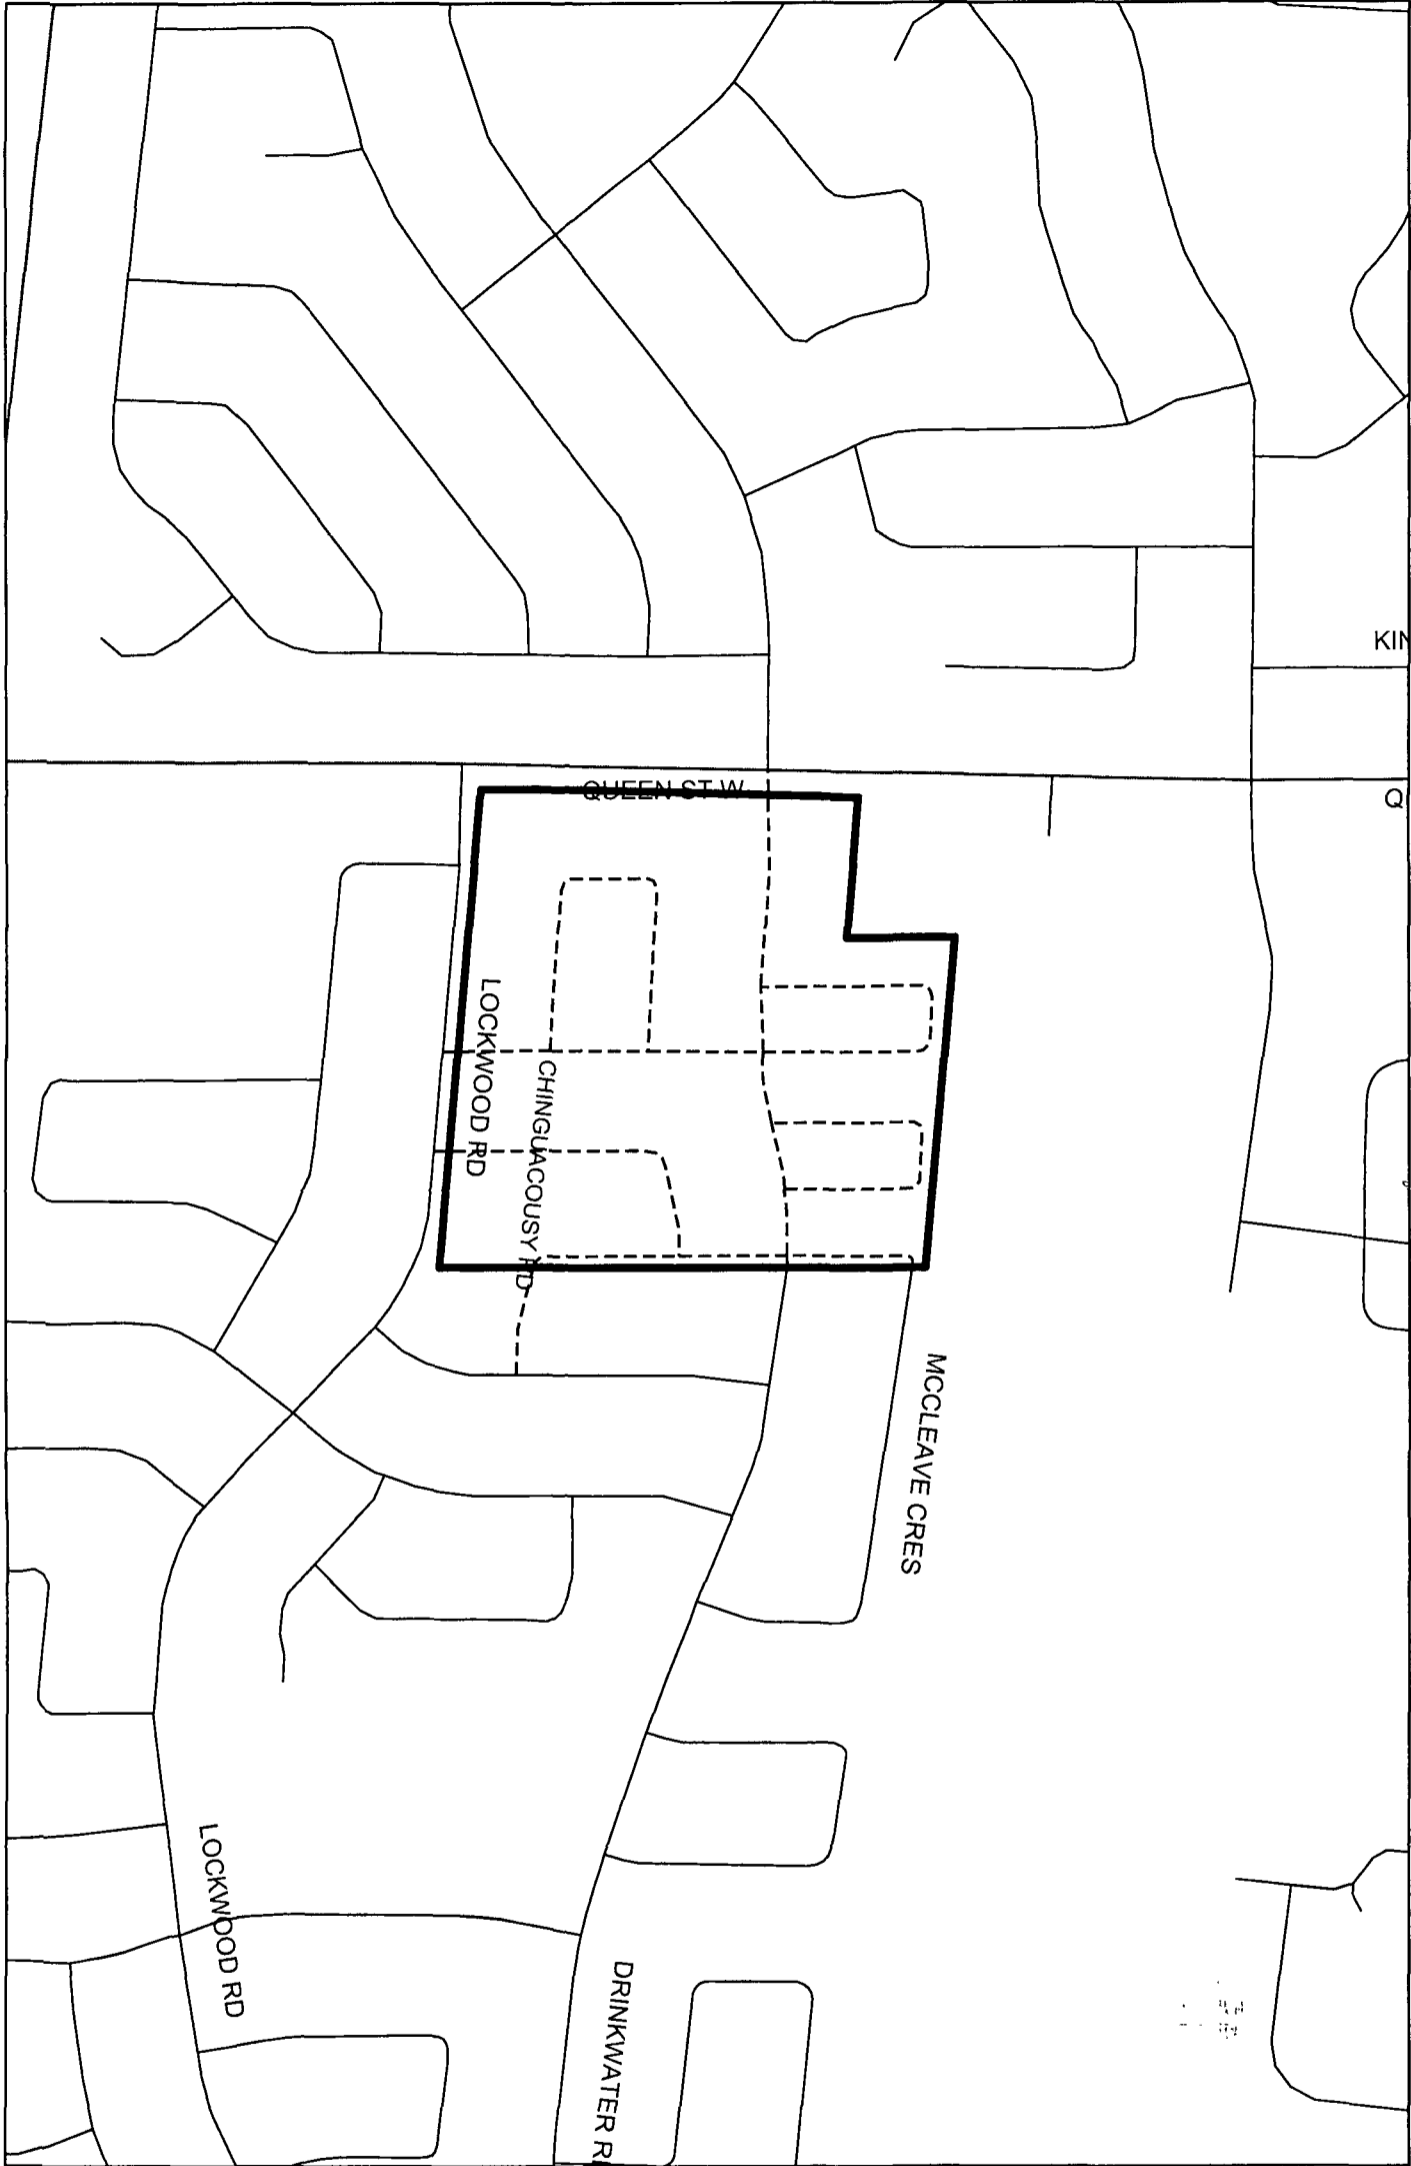 KIN
QUEEN ST W
Q
LOCKWOOD RD
CHINGUACOUSY RD
MCCLEAVE CRES
LOCKWOOD RD
DRINKWATER R